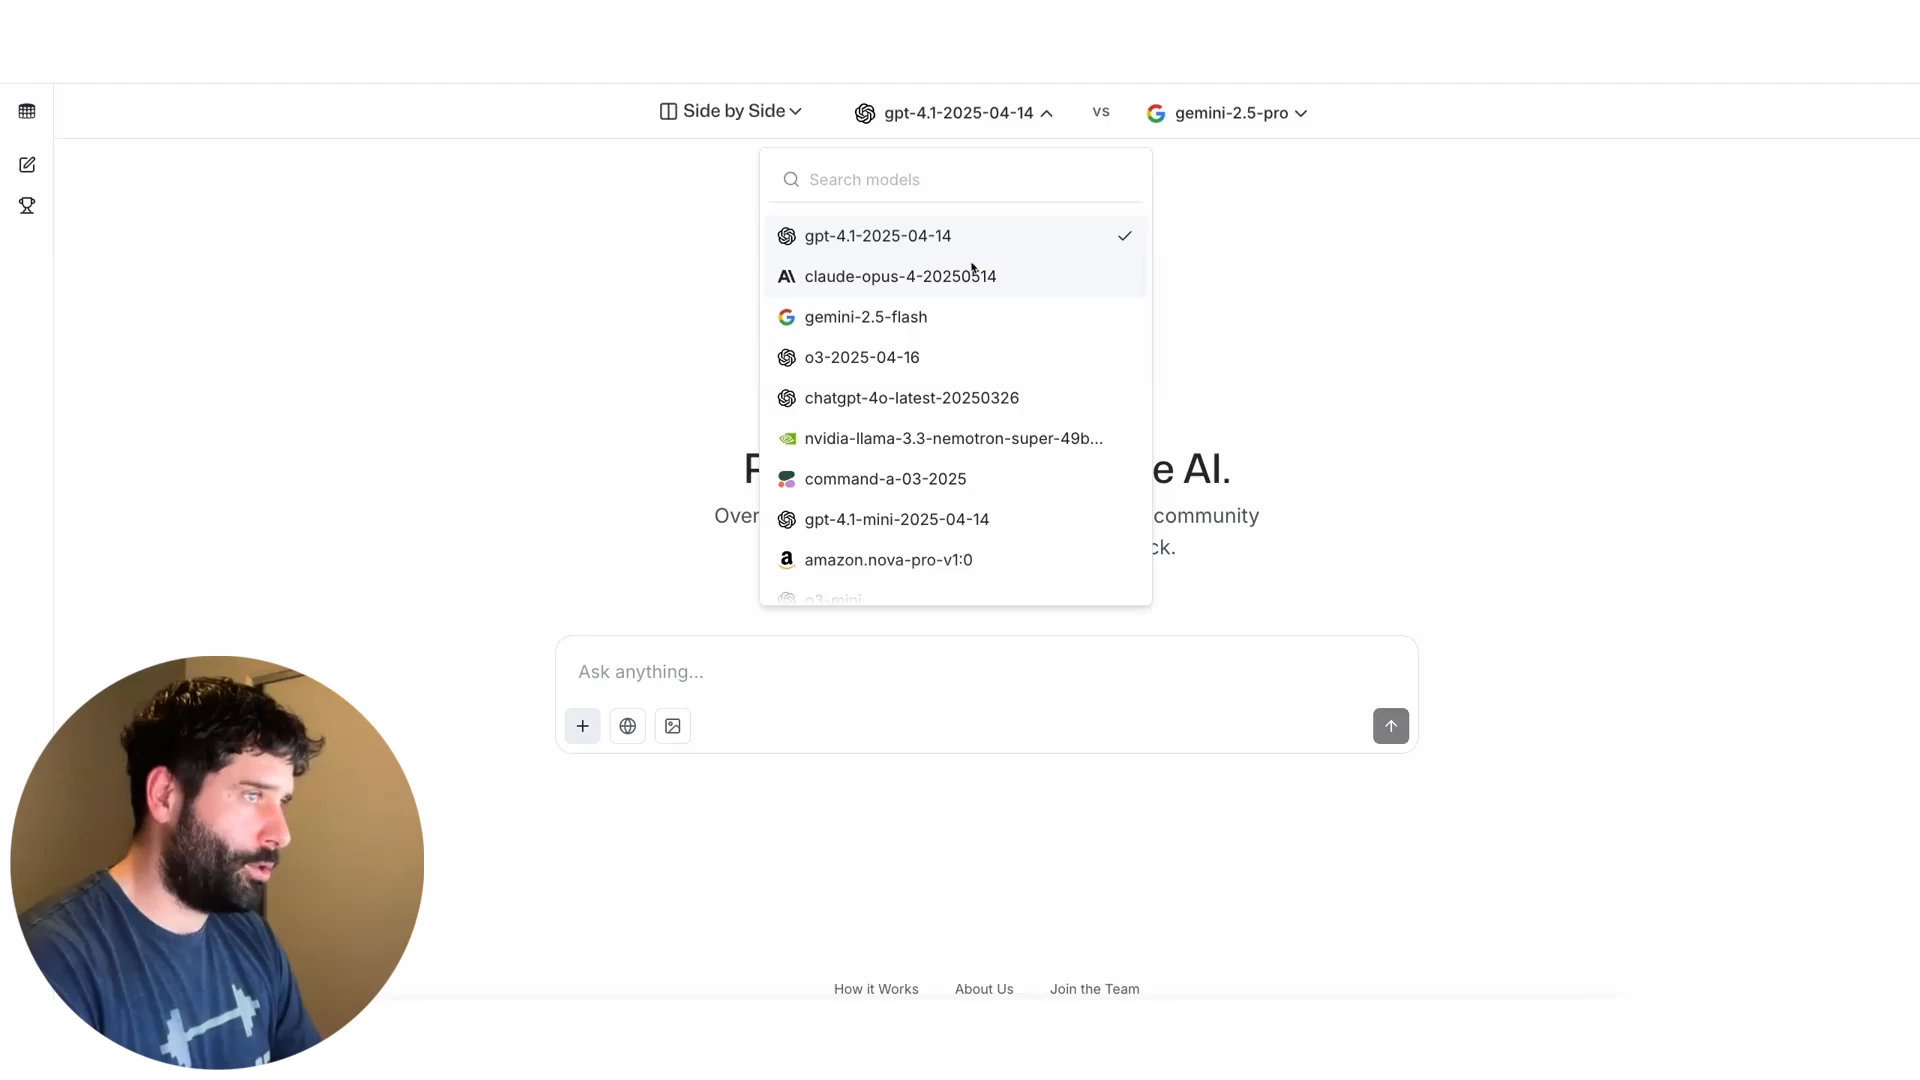 Side by Side
gpt-4.1-2025-04-14
VS
gemini-2.5-pro
Search models
gpt-4.1-2025-04-14
claude-opus-4-20250514
gemini-2.5-flash
o3-2025-04-16
chatgpt-4o-latest-20250326
nvidia-llama-3.3-nemotron-super-49b...
command-a-03-2025
gpt-4.1-mini-2025-04-14
amazon.nova-pro-v1:0
o3-mini
e AI.
Over
community
ck.
Ask anything...
How it Works
About Us
Join the Team